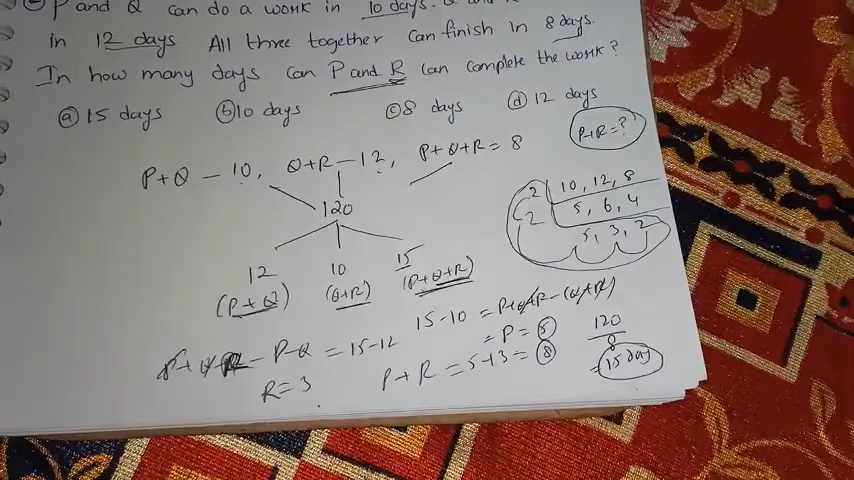 P and Q can do a work in 10 days. Q and R
in 12 days All three together can finish in 8 days.
In how many days can P and R can complete the work?
(a) 15 days (b) 10 days (c) 8 days (d) 12 days
P+R=?
P+Q – 10, Q+R – 12, P+Q+R = 8
2 10, 12, 8
2 5, 6, 4
5, 3, 2
120
12 10 15
(P+Q) (Q+R) (P+Q+R)
15-10 = P+Q+R-(Q+R)
= P = 5
P+Q+R - P-Q = 15-12
R=3
P+R = 5+3 = 8
120
8
= 15 day